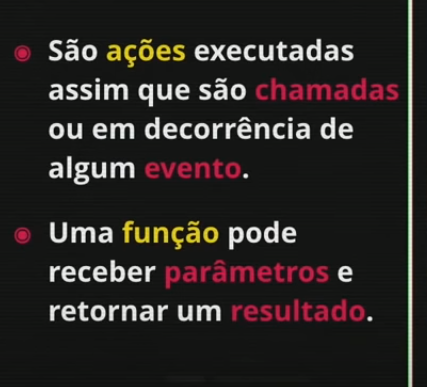 São ações executadas
assim que são chamadas
ou em decorrência de
algum evento.
Uma função pode
receber parâmetros e
retornar um resultado.